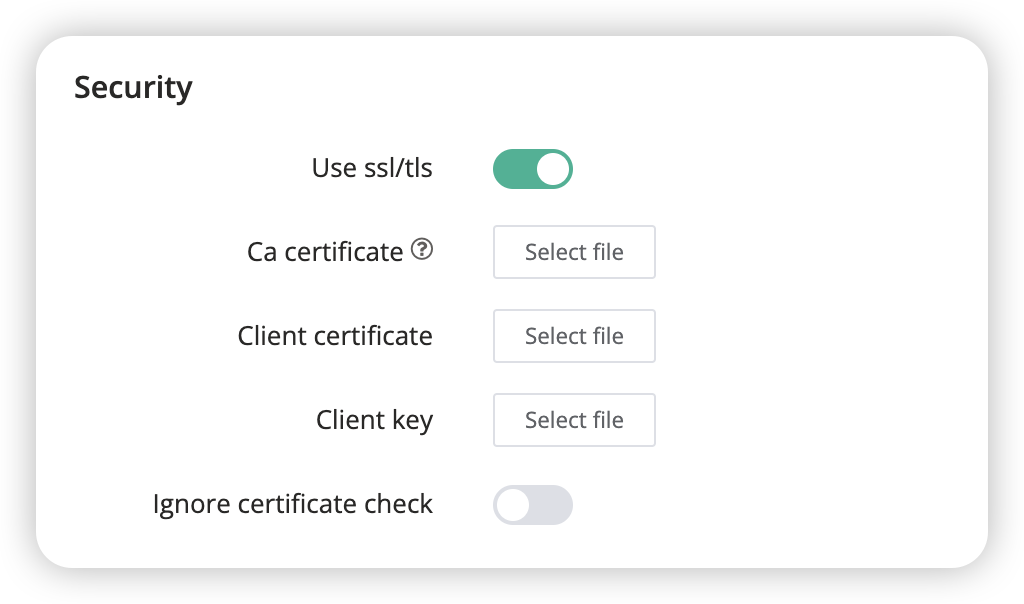 Security
Use ssl/tls
Ca certificate ?
Select file
Client certificate
Select file
Client key
Select file
Ignore certificate check